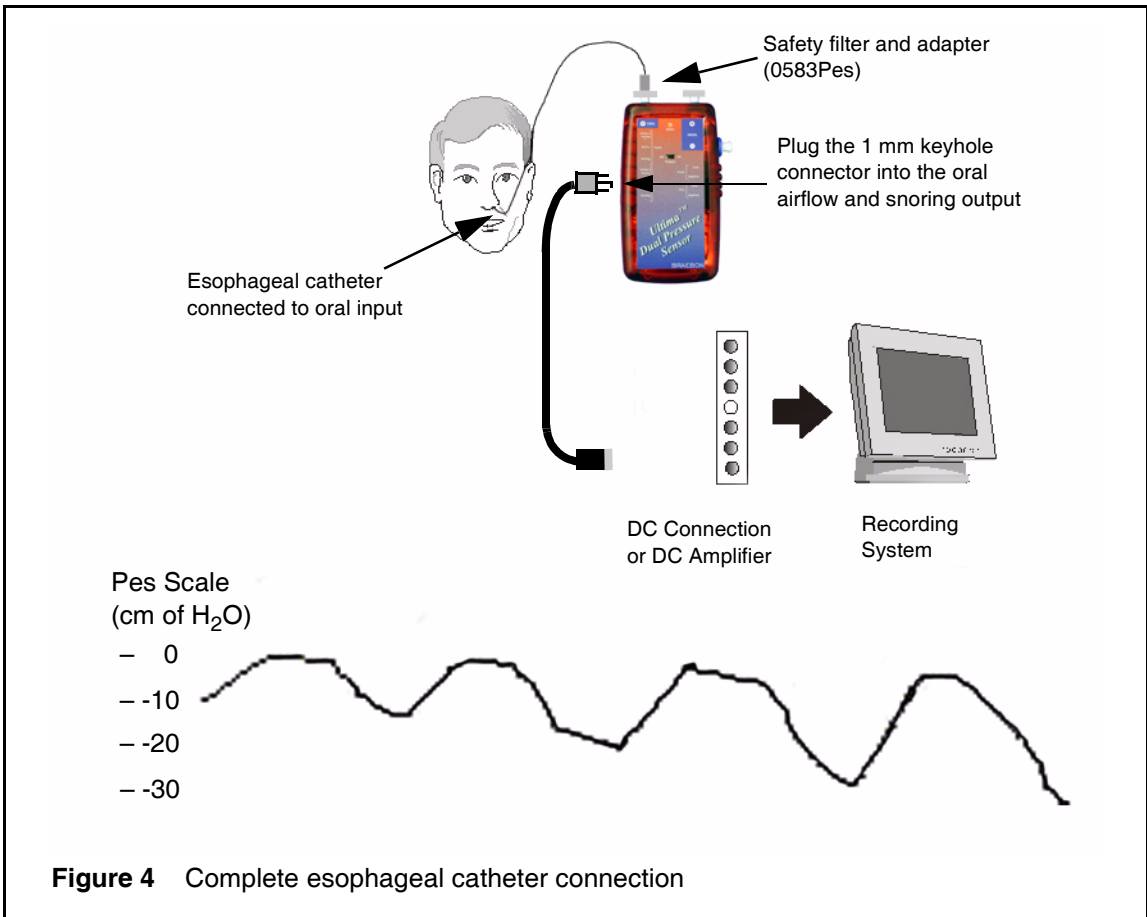 Safety filter and adapter
(0583Pes)
Plug the 1 mm keyhole
connector into the oral
airflow and snoring output
Ultima™
Dual Pressure
Sensor
BRAEBON
Esophageal catheter
connected to oral input
DC Connection
or DC Amplifier
Recording
System
Pes Scale
(cm of H₂O)
– 0
– -10
– -20
– -30
Figure 4 Complete esophageal catheter connection